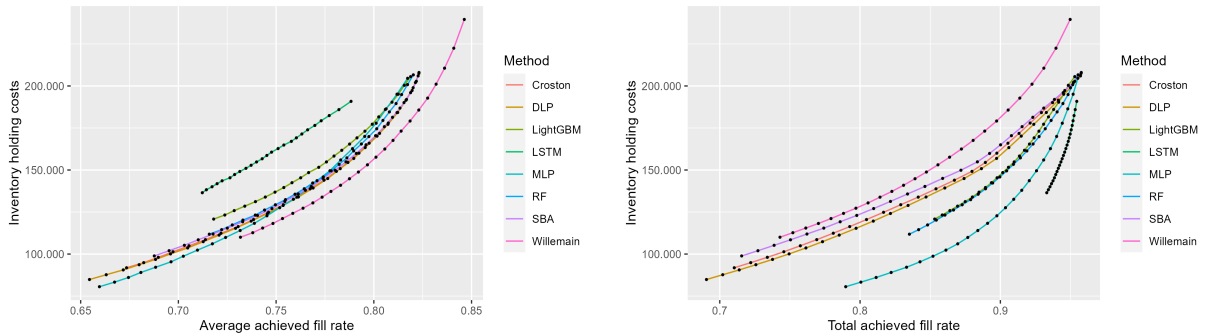 Inventory holding costs
200.000
150.000
100.000
0.65
0.70
0.75
0.80
0.85
Average achieved fill rate
Method
Croston
DLP
LightGBM
LSTM
MLP
RF
SBA
Willemain
Inventory holding costs
200.000
150.000
100.000
0.7
0.8
0.9
Total achieved fill rate
Method
Croston
DLP
LightGBM
LSTM
MLP
RF
SBA
Willemain